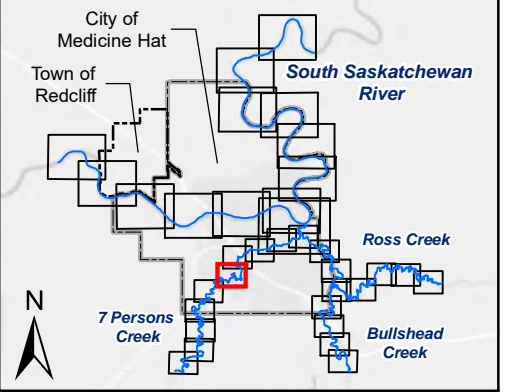 City of
Medicine Hat
Town of
Redcliff
South Saskatchewan
River
Ross Creek
N
7 Persons
Creek
Bullshead
Creek